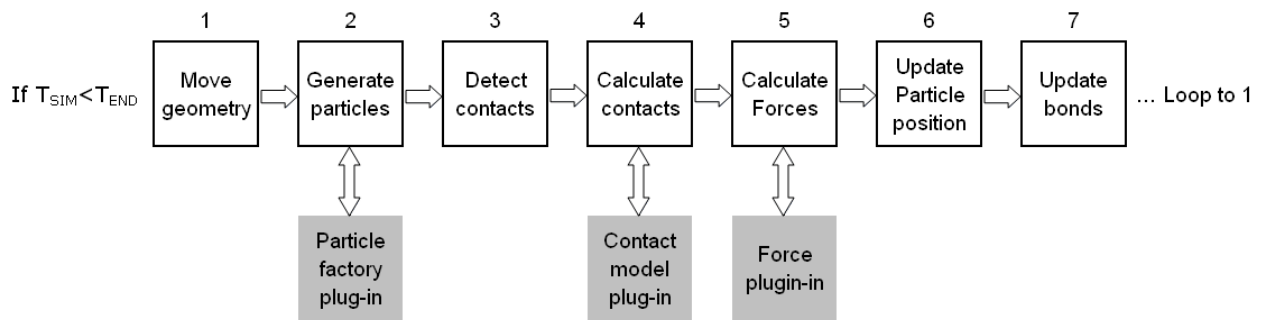 1
2
3
4
5
6
7
If TSIM<TEND
Move
geometry
Generate
particles
Detect
contacts
Calculate
contacts
Calculate
Forces
Update
Particle
position
Update
bonds
... Loop to 1
Particle
factory
plug-in
Contact
model
plug-in
Force
plugin-in